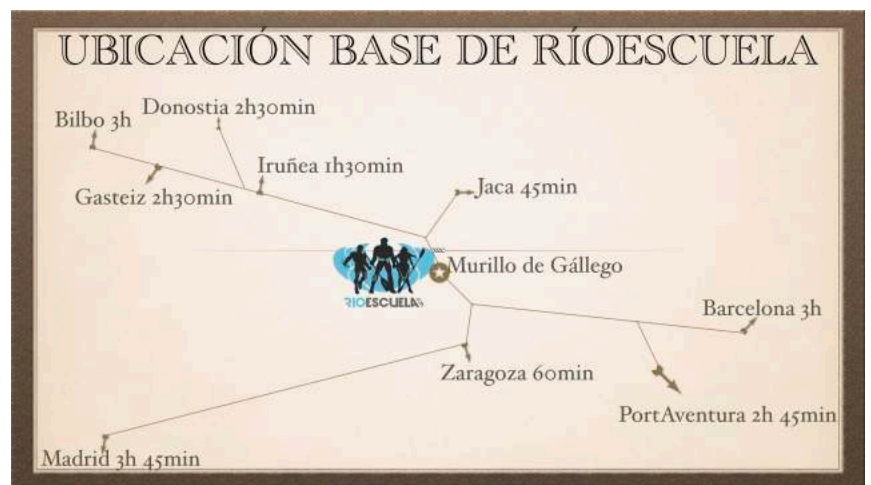 UBICACIÓN BASE DE RÍOESCUELA
Donostia 2h30min
Bilbo 3h
Iruñea 1h30min
Gasteiz 2h30min
Jaca 45min
Murillo de Gállego
RIOESCUELA
Barcelona 3h
Zaragoza 60min
PortAventura 2h 45min
Madrid 3h 45min